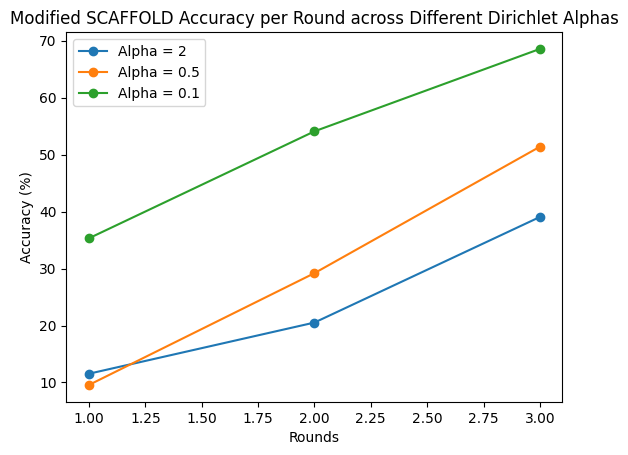 Modified SCAFFOLD Accuracy per Round across Different Dirichlet Alphas
Alpha = 2
Alpha = 0.5
Alpha = 0.1
Accuracy (%)
70
60
50
40
30
20
10
1.00 1.25 1.50 1.75 2.00 2.25 2.50 2.75 3.00
Rounds